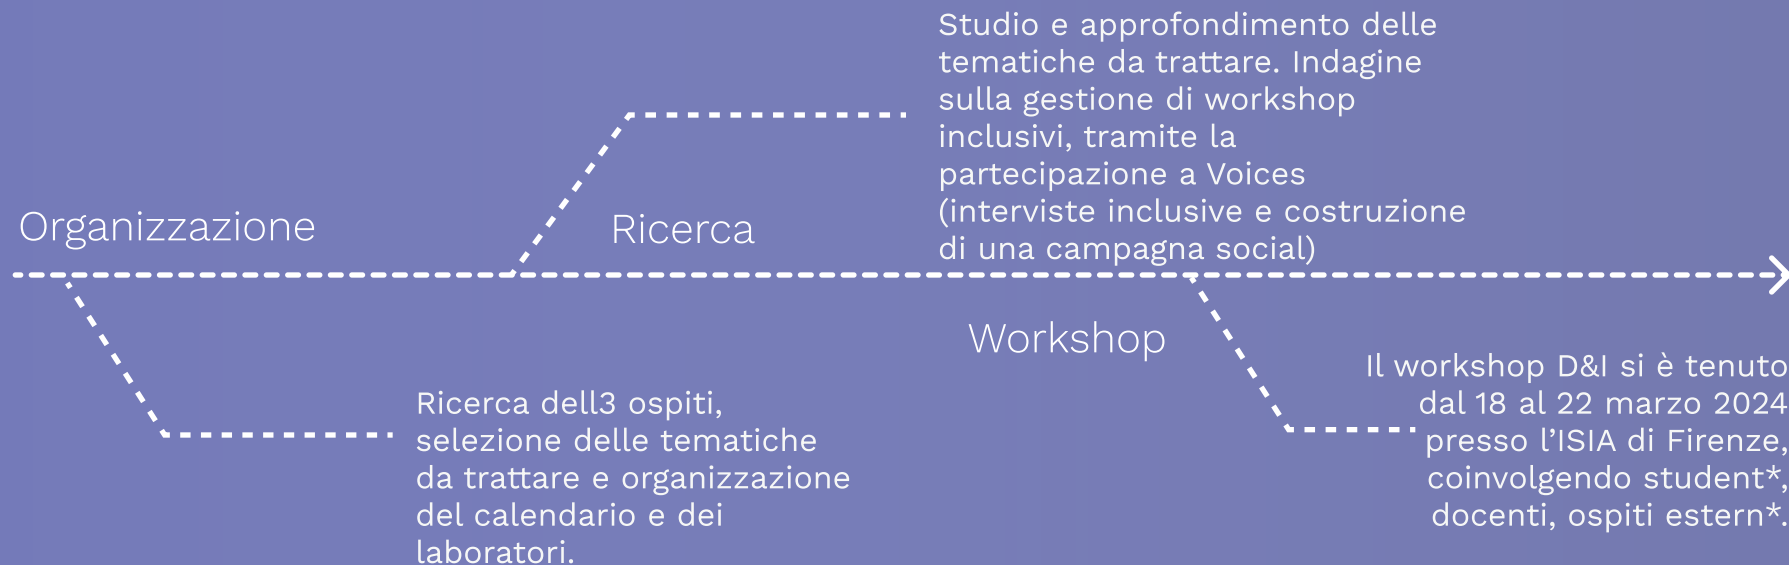 Organizzazione
Ricerca dell3 ospiti,
selezione delle tematiche
da trattare e organizzazione
del calendario e dei
laboratori.
Ricerca
Studio e approfondimento delle
tematiche da trattare. Indagine
sulla gestione di workshop
inclusivi, tramite la
partecipazione a Voices
(interviste inclusive e costruzione
di una campagna social)
Workshop
Il workshop D&I si è tenuto
dal 18 al 22 marzo 2024
presso l’ISIA di Firenze,
coinvolgendo student*,
docenti, ospiti estern*.